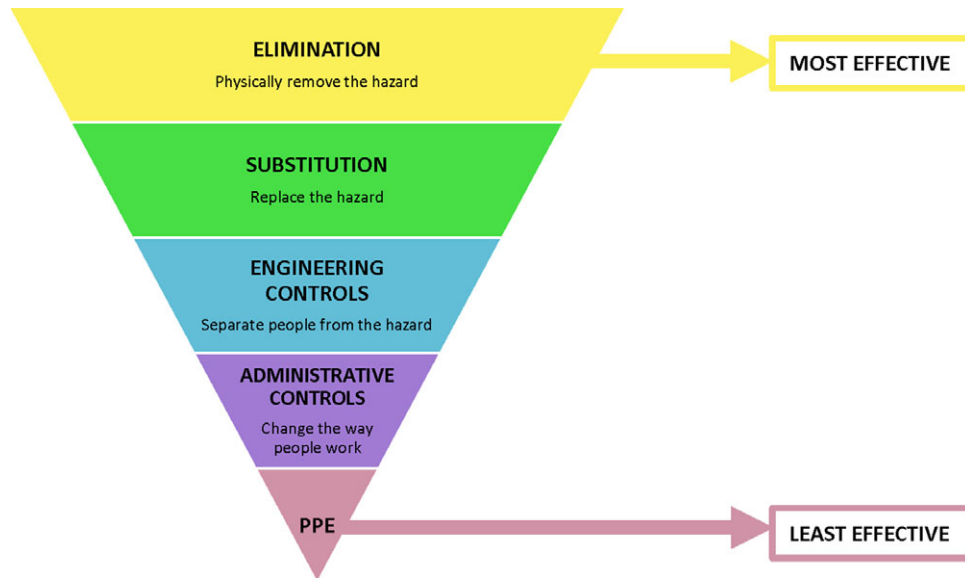 ELIMINATION
Physically remove the hazard
MOST EFFECTIVE
SUBSTITUTION
Replace the hazard
ENGINEERING
CONTROLS
Separate people from the hazard
ADMINISTRATIVE
CONTROLS
Change the way
people work
PPE
LEAST EFFECTIVE